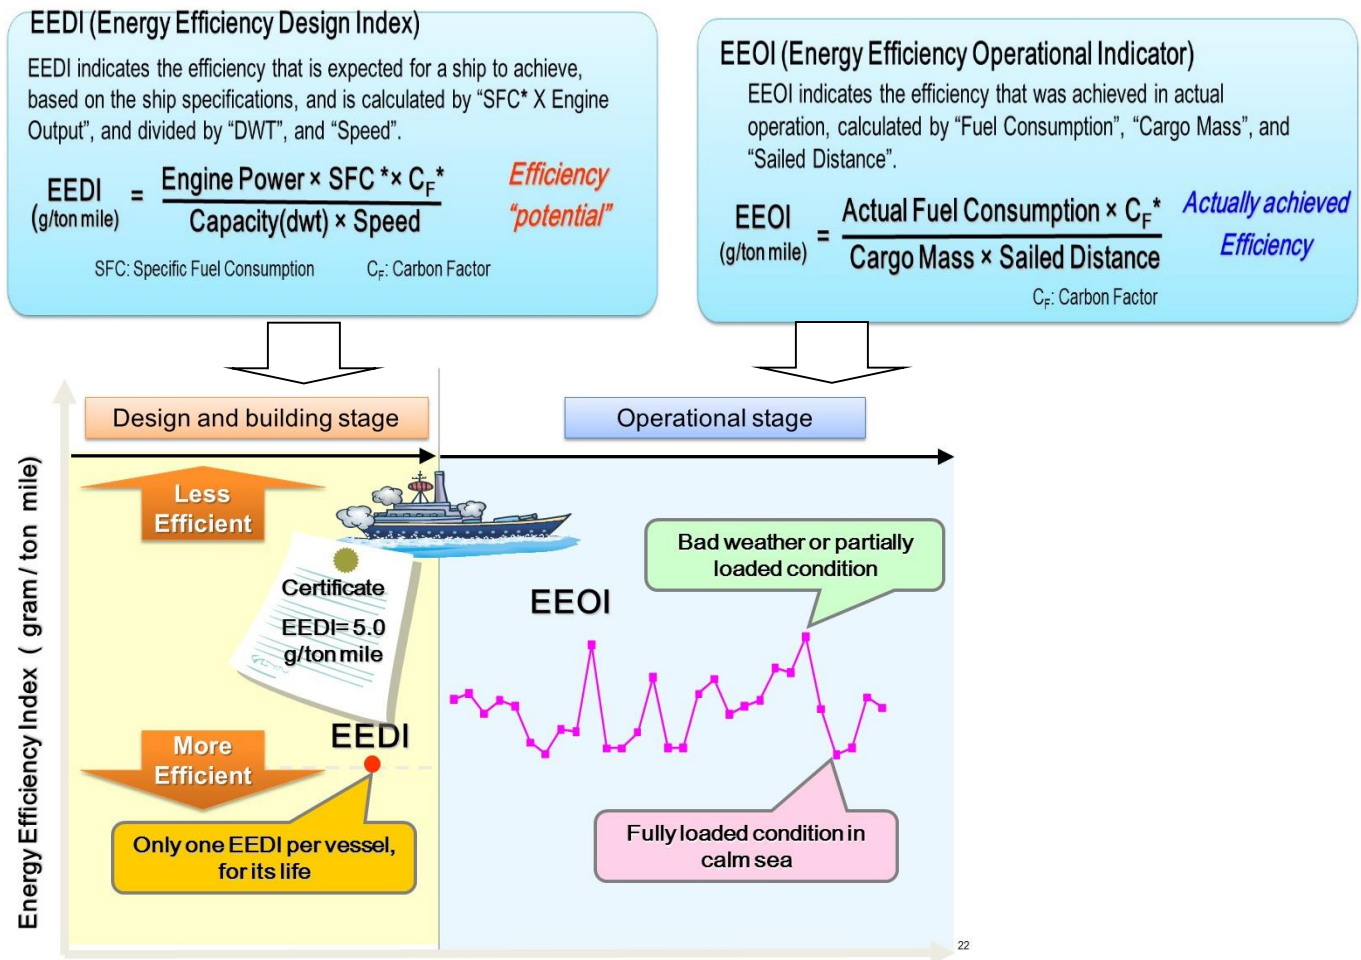 EEDI (Energy Efficiency Design Index)
EEDI indicates the efficiency that is expected for a ship to achieve,
based on the ship specifications, and is calculated by “SFC* X Engine
Output”, and divided by “DWT”, and “Speed”.
EEDI
(g/ton mile)
=
Engine Power × SFC *× C_F*
Capacity(dwt) × Speed
Efficiency
“potential”
SFC: Specific Fuel Consumption
C_F: Carbon Factor
EEOI (Energy Efficiency Operational Indicator)
EEOI indicates the efficiency that was achieved in actual
operation, calculated by “Fuel Consumption”, “Cargo Mass”, and
“Sailed Distance”.
EEOI
(g/ton mile)
=
Actual Fuel Consumption × C_F*
Cargo Mass × Sailed Distance
Actually achieved
Efficiency
C_F: Carbon Factor
Design and building stage
Operational stage
Energy Efficiency Index ( gram / ton mile)
Less
Efficient
Certificate
EEDI= 5.0
g/ton mile
EEDI
More
Efficient
Only one EEDI per vessel,
for its life
EEOI
Bad weather or partially
loaded condition
Fully loaded condition in
calm sea
22